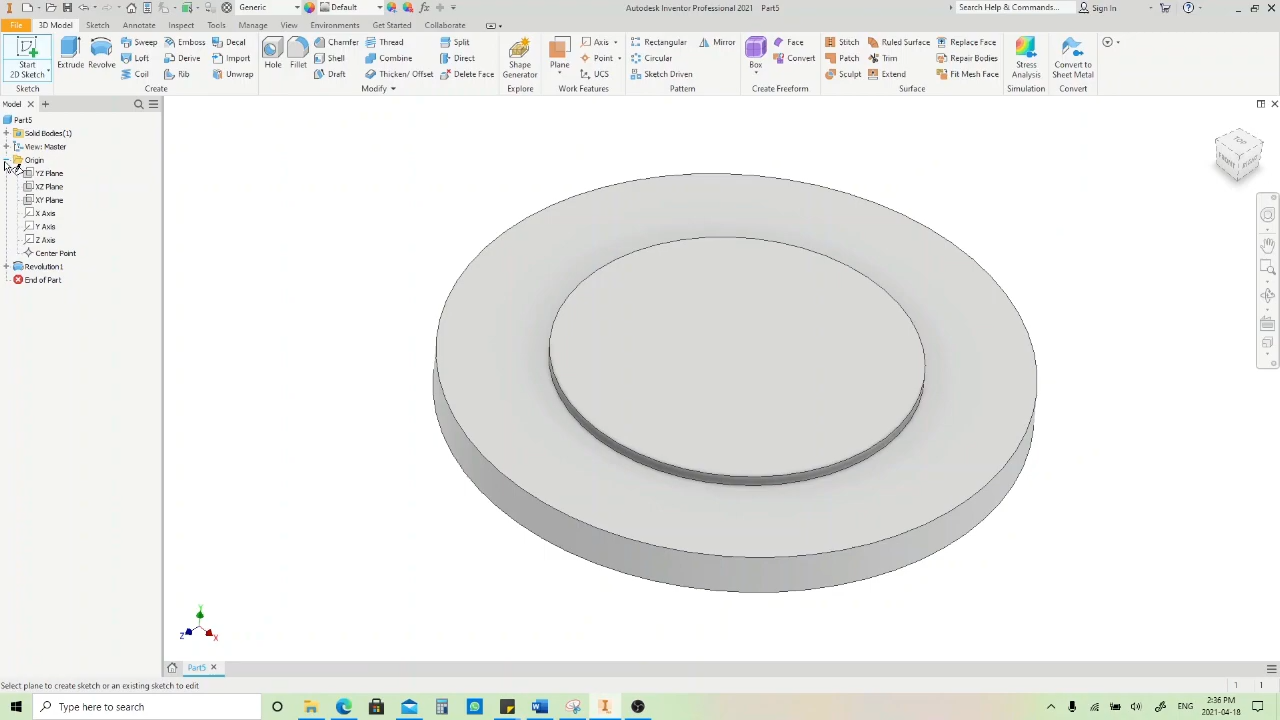 Generic
Default
Autodesk Inventor Professional 2021 Part5
Search Help & Commands...
Sign In
File 3D Model Sketch Annotate Inspect Tools Manage View Environments Get Started Collaborate
Start
2D Sketch
Extrude
Revolve
Sweep
Loft
Coil
Emboss
Derive
Rib
Decal
Import
Unwrap
Hole
Fillet
Chamfer
Shell
Draft
Thread
Combine
Thicken/ Offset
Split
Direct
Delete Face
Shape
Generator
Plane
Axis
Point
UCS
Rectangular
Circular
Sketch Driven
Mirror
Box
Face
Convert
Stitch
Patch
Sculpt
Ruled Surface
Trim
Extend
Replace Face
Repair Bodies
Fit Mesh Face
Stress
Analysis
Convert to
Sheet Metal
Sketch Create Modify Explore Work Features Pattern Create Freeform Surface Simulation Convert
Model
Part5
Solid Bodies(1)
View: Master
Origin
YZ Plane
XZ Plane
XY Plane
X Axis
Y Axis
Z Axis
Center Point
Revolution1
End of Part
TOP
FRONT
RIGHT
Y
Z
X
Part5
Select plane to create sketch or an existing sketch to edit
1 1
Type here to search
ENG
2:36 PM
2021-04-18